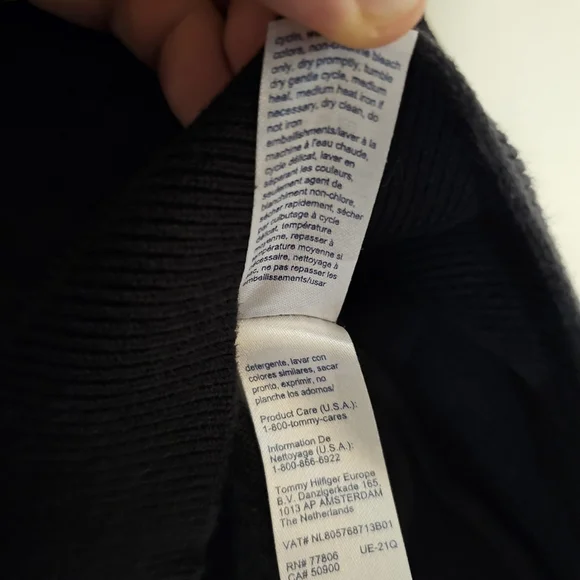 colors, non-chlorine bleach
only, dry promptly, tumble
dry gentle cycle, medium
heat, medium heat iron if
necessary, dry clean, do
not iron
embellishments/laver à la
machine à l'eau chaude,
cycle délicat, laver en
séparant les couleurs,
seulement agent de
blanchiment non-chlore,
sécher rapidement, sécher
par culbutage à cycle
délicat, température
moyenne, repasser à
température moyenne si
nécessaire, nettoyage à
sec, ne pas repasser les
embellissements/usar
detergente, lavar con
colores similares, secar
pronto, exprimir, no
planche los adornos/
Product Care (U.S.A.):
1-800-tommy-cares
Information De
Nettoyage (U.S.A.):
1-800-866-6922
Tommy Hilfiger Europe
B.V. Danzigerkade 165,
1013 AP AMSTERDAM
The Netherlands
VAT# NL805768713B01
RN# 77806 UE-21Q
CA# 50900